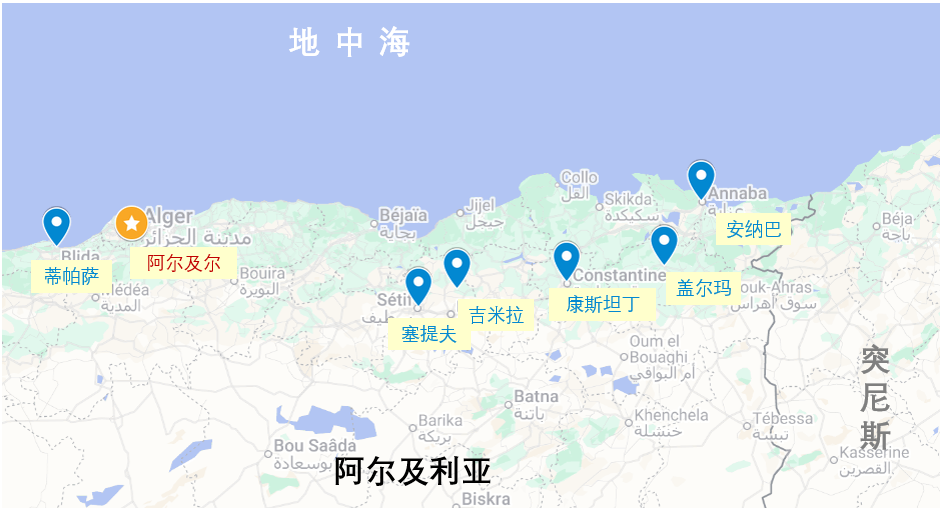 地 中 海
Collo
القل
Skikda
سكيكدة
Annaba
Jijel
جيجل
Béjaïa
بجاية
Alger
مدينة الجزائر
Béja
باجة
安纳巴
Blida
阿尔及尔
蒂帕萨
Bouira
البويرة
Médéa
المدية
Constantine
盖尔玛
ouk-Ahras
سوق أهراس
康斯坦丁
Sétif
吉米拉
塞提夫
Oum el
Bouaghi
أم البواقي
突
尼
斯
Batna
باتنة
Barika
بريكة
Khenchela
خنشلة
Tébessa
تبسة
Bou Saâda
بوسعادة
Kasserine
القصرين
阿尔及利亚
Biskra